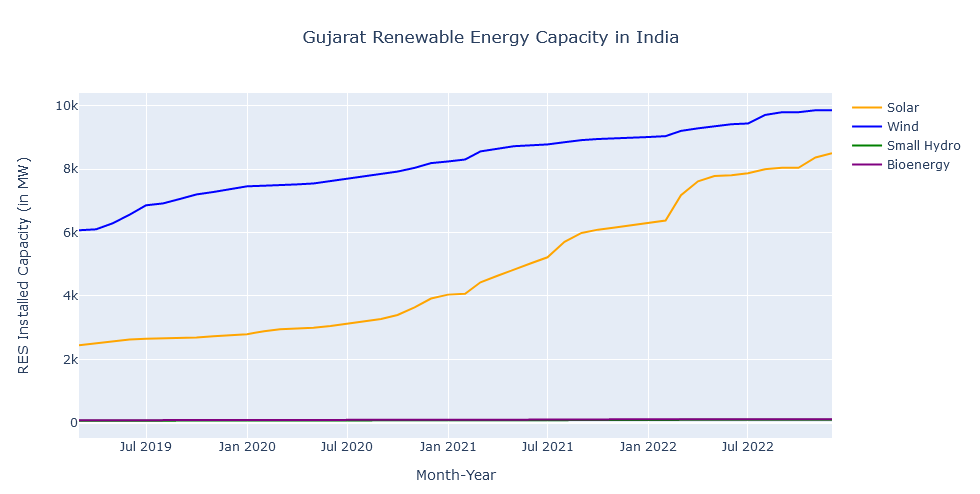 Gujarat Renewable Energy Capacity in India
10k
8k
6k
4k
2k
0
RES Installed Capacity (in MW)
Jul 2019
Jan 2020
Jul 2020
Jan 2021
Jul 2021
Jan 2022
Jul 2022
Month-Year
Solar
Wind
Small Hydro
Bioenergy